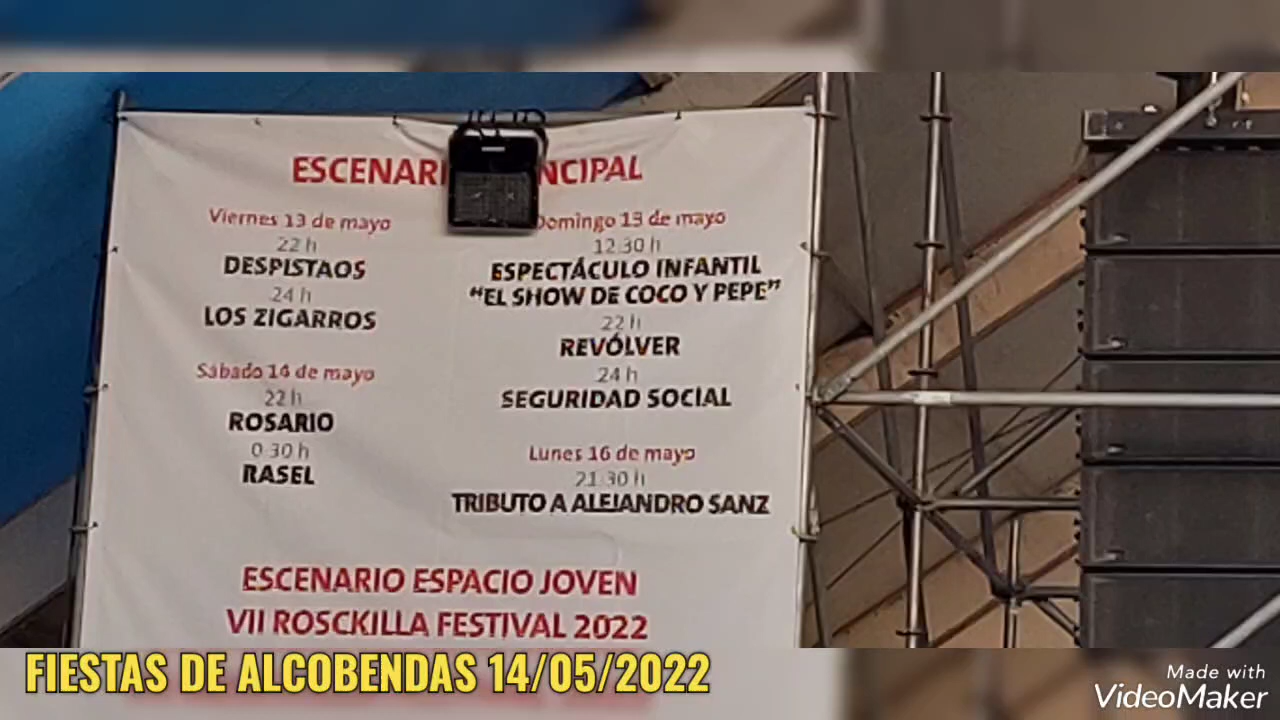 ESCENARI NCIPAL
Viernes 13 de mayo
22 h
DESPISTAOS
24 h
LOS ZIGARROS
Sábado 14 de mayo
22 h
ROSARIO
0:30 h
RASEL
Domingo 15 de mayo
12:30 h
ESPECTÁCULO INFANTIL
“EL SHOW DE COCO Y PEPE”
22 h
REVÓLVER
24 h
SEGURIDAD SOCIAL
Lunes 16 de mayo
21:30 h
TRIBUTO A ALEJANDRO SANZ
ESCENARIO ESPACIO JOVEN
VII ROSCKILLA FESTIVAL 2022
FIESTAS DE ALCOBENDAS 14/05/2022
Made with
VideoMaker